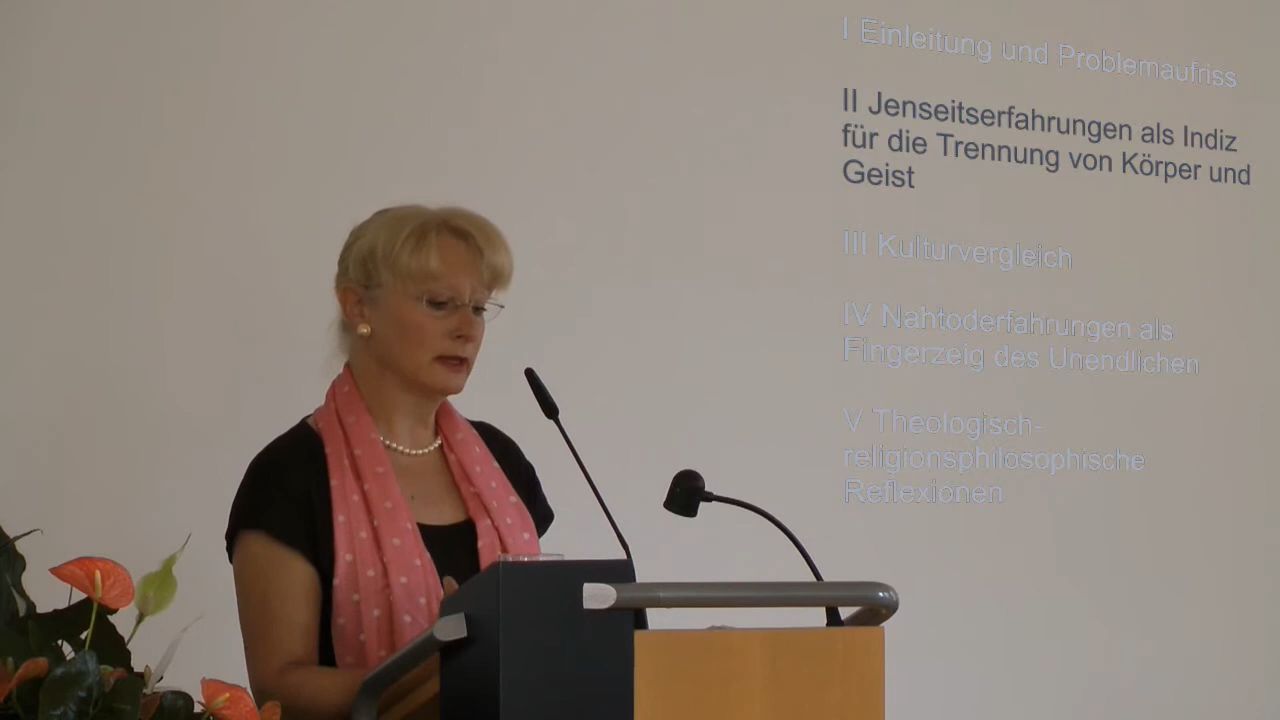 I Einleitung und Problemaufriss
II Jenseitserfahrungen als Indiz
für die Trennung von Körper und
Geist
III Kulturvergleich
IV Nahtoderfahrungen als
Fingerzeig des Unendlichen
V Theologisch-
religionsphilosophische
Reflexionen